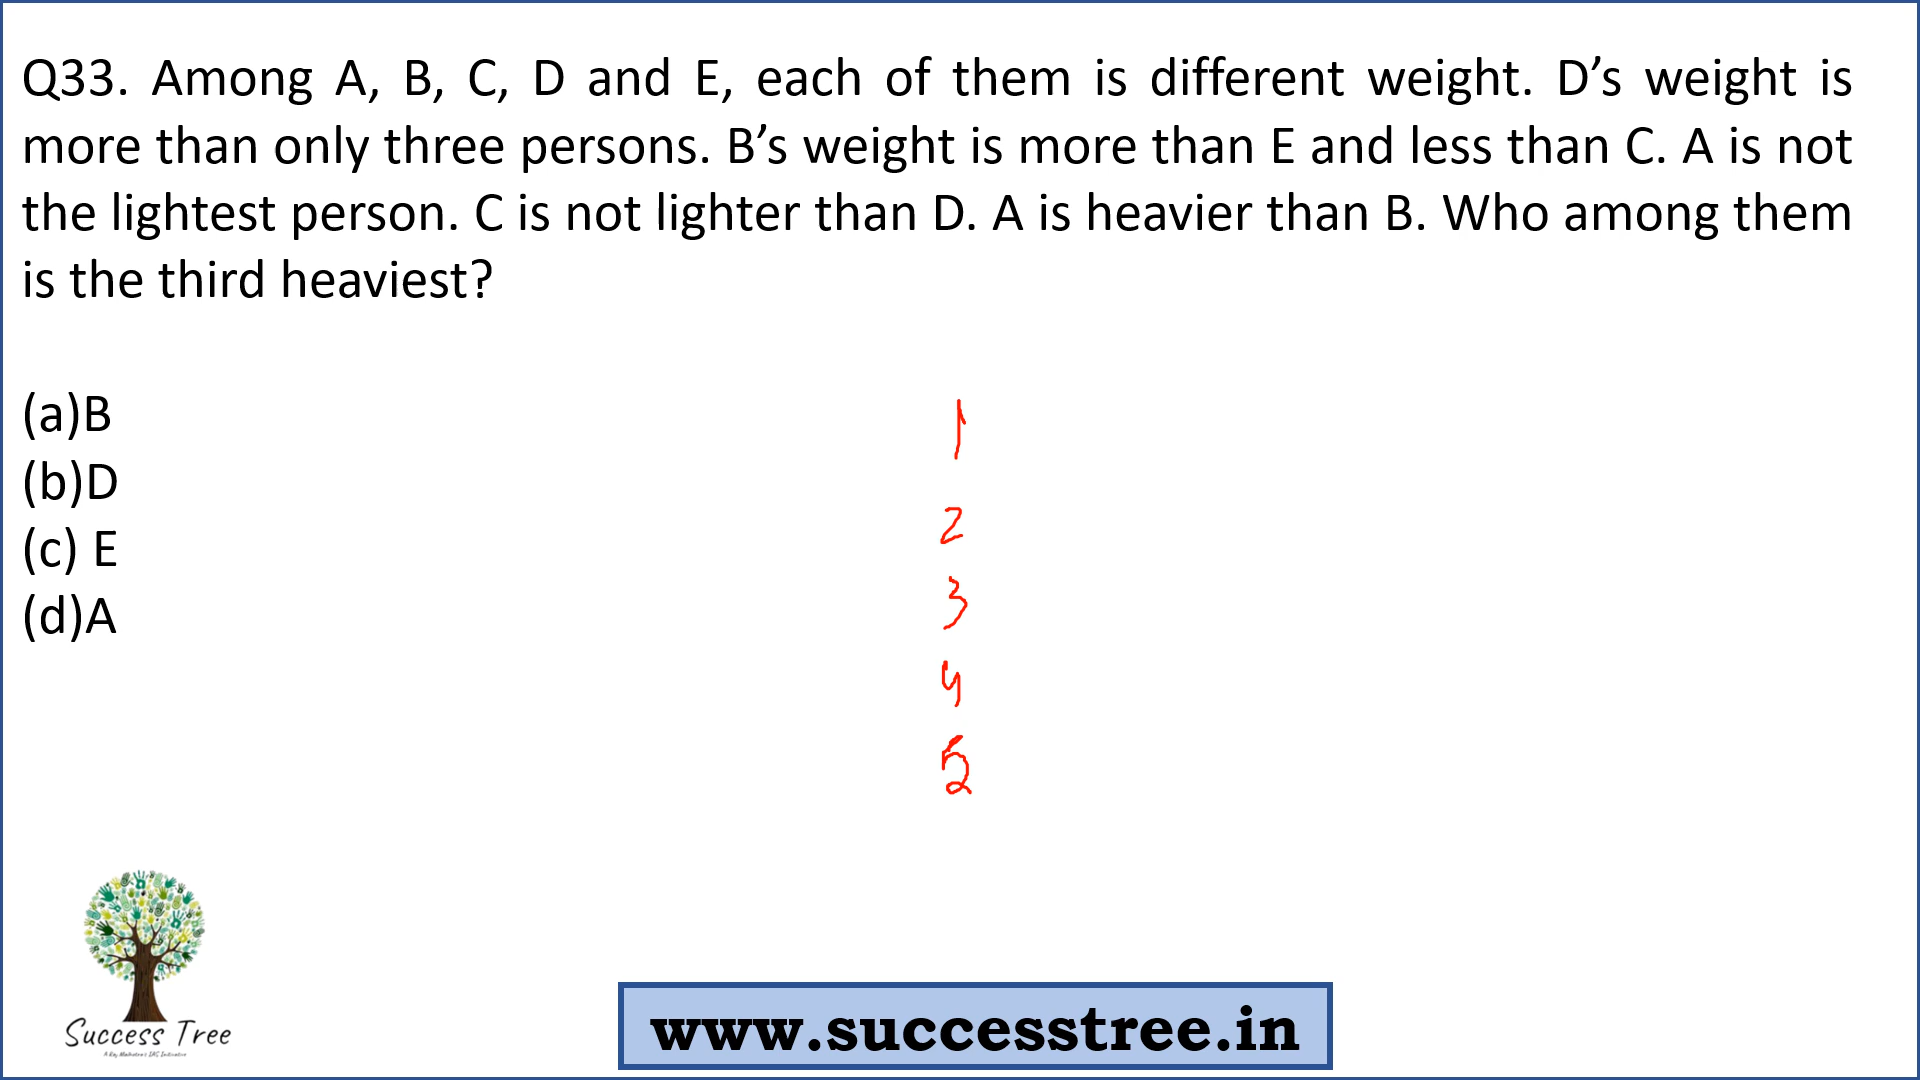 Q33. Among A, B, C, D and E, each of them is different weight. D’s weight is
more than only three persons. B’s weight is more than E and less than C. A is not
the lightest person. C is not lighter than D. A is heavier than B. Who among them
is the third heaviest?
(a)B
(b)D
(c) E
(d)A
1
2
3
4
5
Success Tree
www.successtree.in